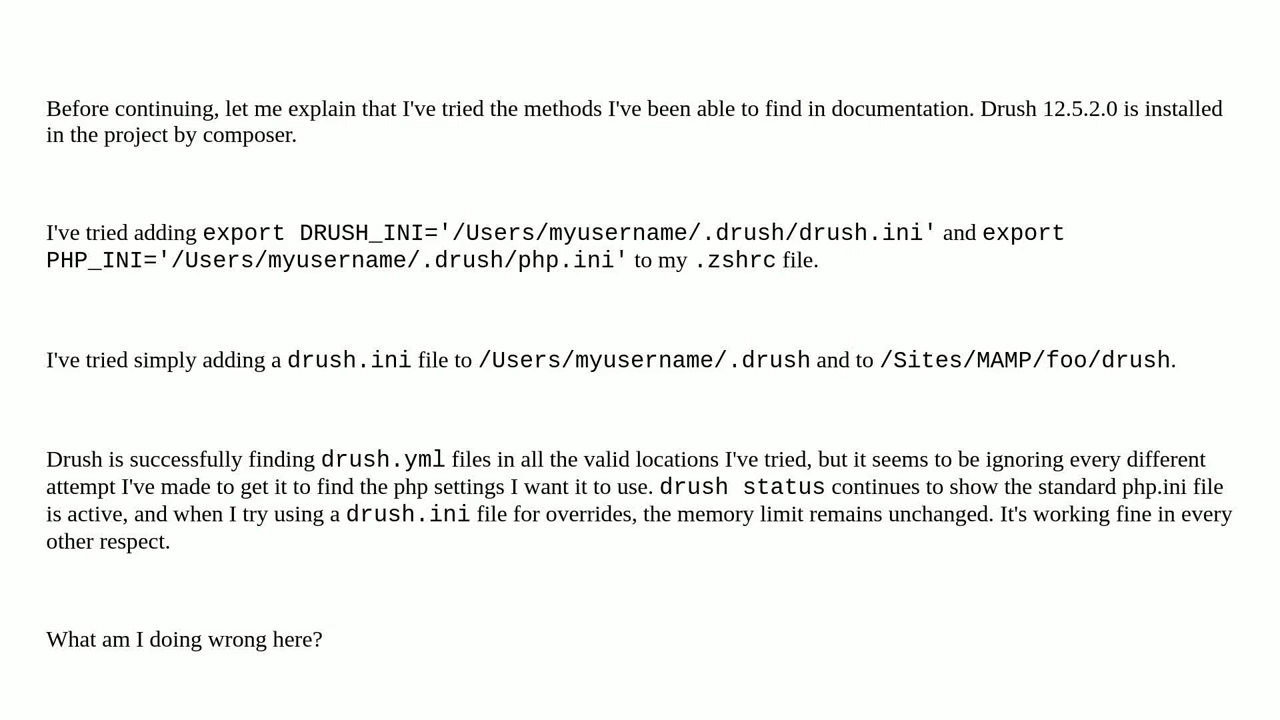 Before continuing, let me explain that I've tried the methods I've been able to find in documentation. Drush 12.5.2.0 is installed
in the project by composer.
I've tried adding export DRUSH_INI='/Users/myusername/.drush/drush.ini' and export
PHP_INI='/Users/myusername/.drush/php.ini' to my .zshrc file.
I've tried simply adding a drush.ini file to /Users/myusername/.drush and to /Sites/MAMP/foo/drush.
Drush is successfully finding drush.yml files in all the valid locations I've tried, but it seems to be ignoring every different
attempt I've made to get it to find the php settings I want it to use. drush status continues to show the standard php.ini file
is active, and when I try using a drush.ini file for overrides, the memory limit remains unchanged. It's working fine in every
other respect.
What am I doing wrong here?